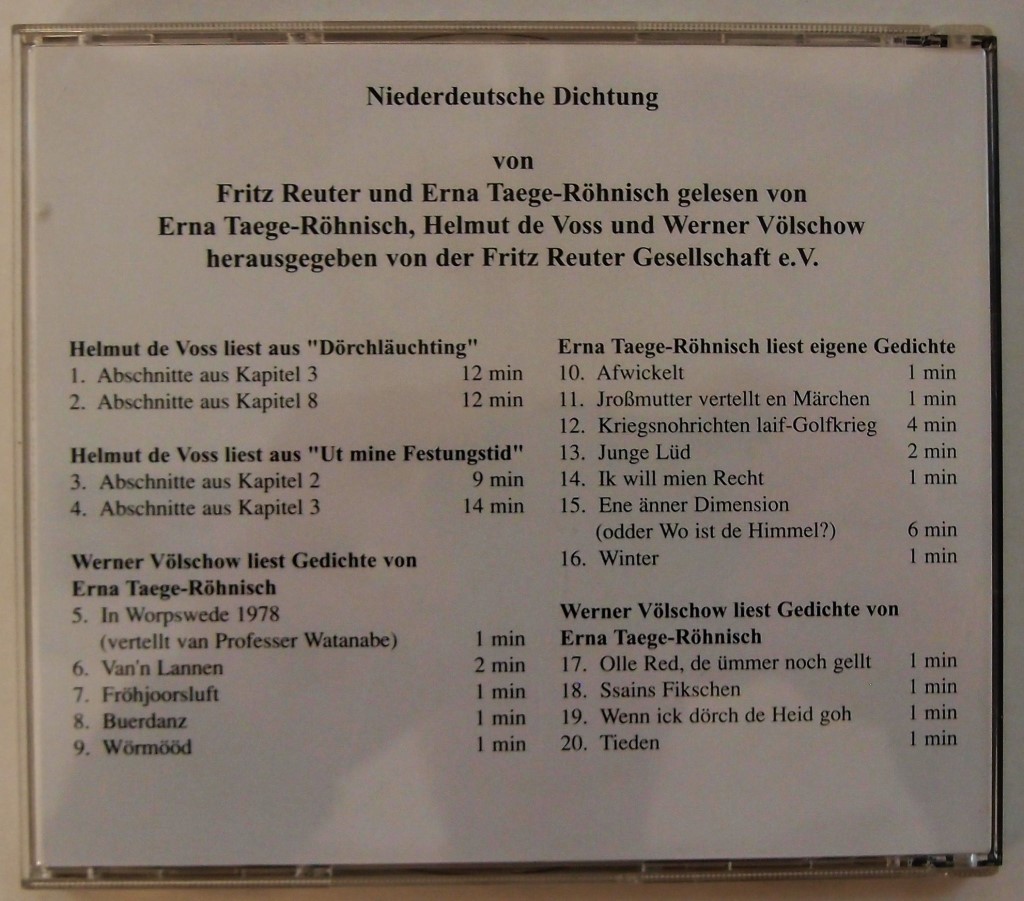 Niederdeutsche Dichtung
von
Fritz Reuter und Erna Taege-Röhnisch gelesen von
Erna Taege-Röhnisch, Helmut de Voss und Werner Völschow
herausgegeben von der Fritz Reuter Gesellschaft e.V.
Helmut de Voss liest aus "Dörchläuchting"
1. Abschnitte aus Kapitel 3 12 min
2. Abschnitte aus Kapitel 8 12 min
Helmut de Voss liest aus "Ut mine Festungstid"
3. Abschnitte aus Kapitel 2 9 min
4. Abschnitte aus Kapitel 3 14 min
Werner Völschow liest Gedichte von
Erna Taege-Röhnisch
5. In Worpswede 1978
(vertellt van Professer Watanabe) 1 min
6. Van'n Lannen 2 min
7. Fröhjoorsluft 1 min
8. Buerdanz 1 min
9. Wörmööd 1 min
Erna Taege-Röhnisch liest eigene Gedichte
10. Afwickelt 1 min
11. Jroßmutter vertellt en Märchen 1 min
12. Kriegsnohrichten laif-Golfkrieg 4 min
13. Junge Lüd 2 min
14. Ik will mien Recht 1 min
15. Ene änner Dimension
(odder Wo ist de Himmel?) 6 min
16. Winter 1 min
Werner Völschow liest Gedichte von
Erna Taege-Röhnisch
17. Olle Red, de ümmer noch gellt 1 min
18. Ssains Fikschen 1 min
19. Wenn ick dörch de Heid goh 1 min
20. Tieden 1 min